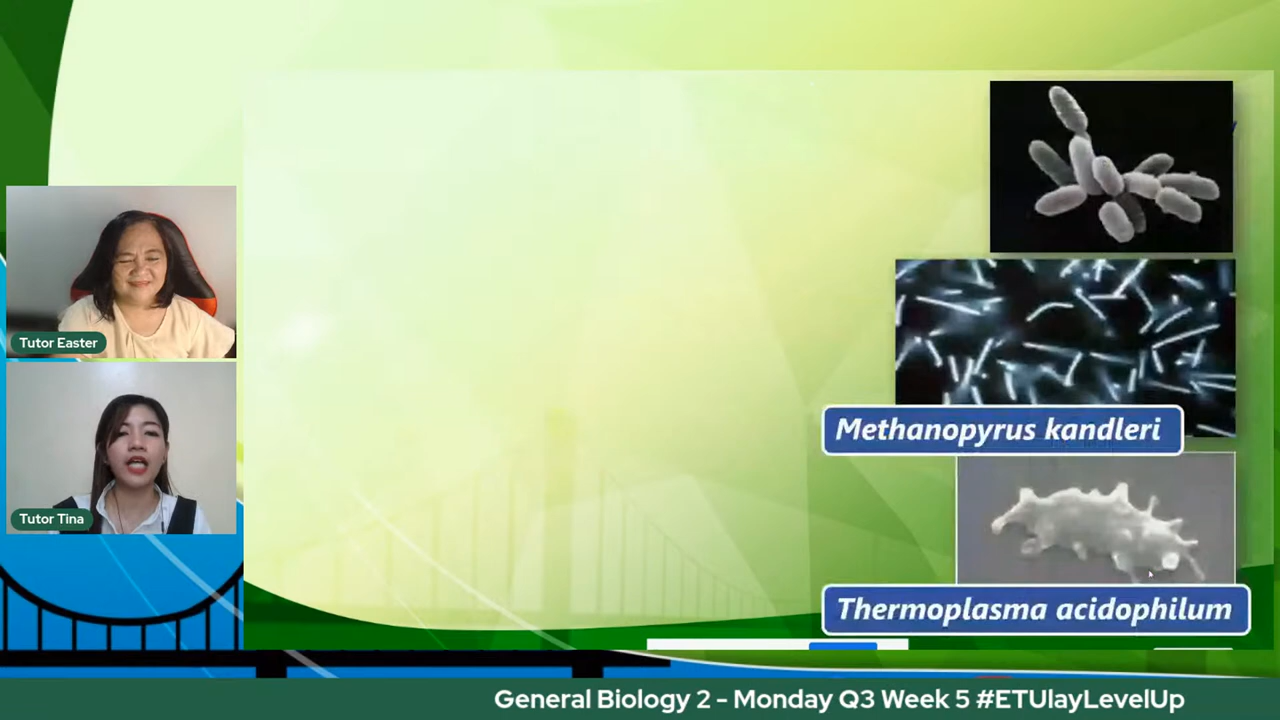 Tutor Easter
Tutor Tina
Methanopyrus kandleri
Thermoplasma acidophilum
General Biology 2 - Monday Q3 Week 5 #ETUlayLevelUp